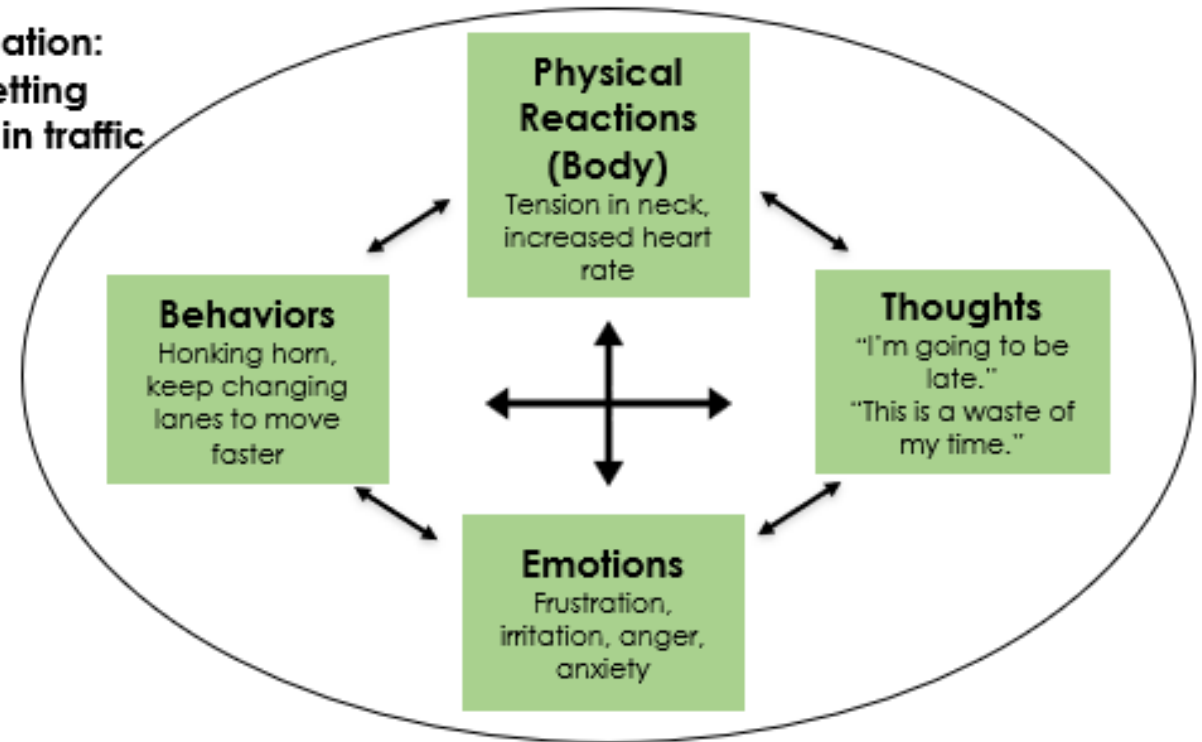 ation:
etting
in traffic
Physical
Reactions
(Body)
Tension in neck,
increased heart
rate
Behaviors
Honking horn,
keep changing
lanes to move
faster
Thoughts
“I’m going to be
late.”
“This is a waste of
my time.”
Emotions
Frustration,
irritation, anger,
anxiety